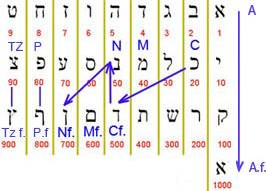 א ב ג ד ה ו ז ח ט
A
9 8 7 6 5 4 3 2 1
TZ P N M C
י כ ל מ נ ס ע פ צ
90 80 70 60 50 40 30 20 10
ק ר ש ת ך ם ן ף ץ
Tz f. P.f Nf. Mf. Cf.
900 800 700 600 500 400 300 200 100
א
A.f.
1000